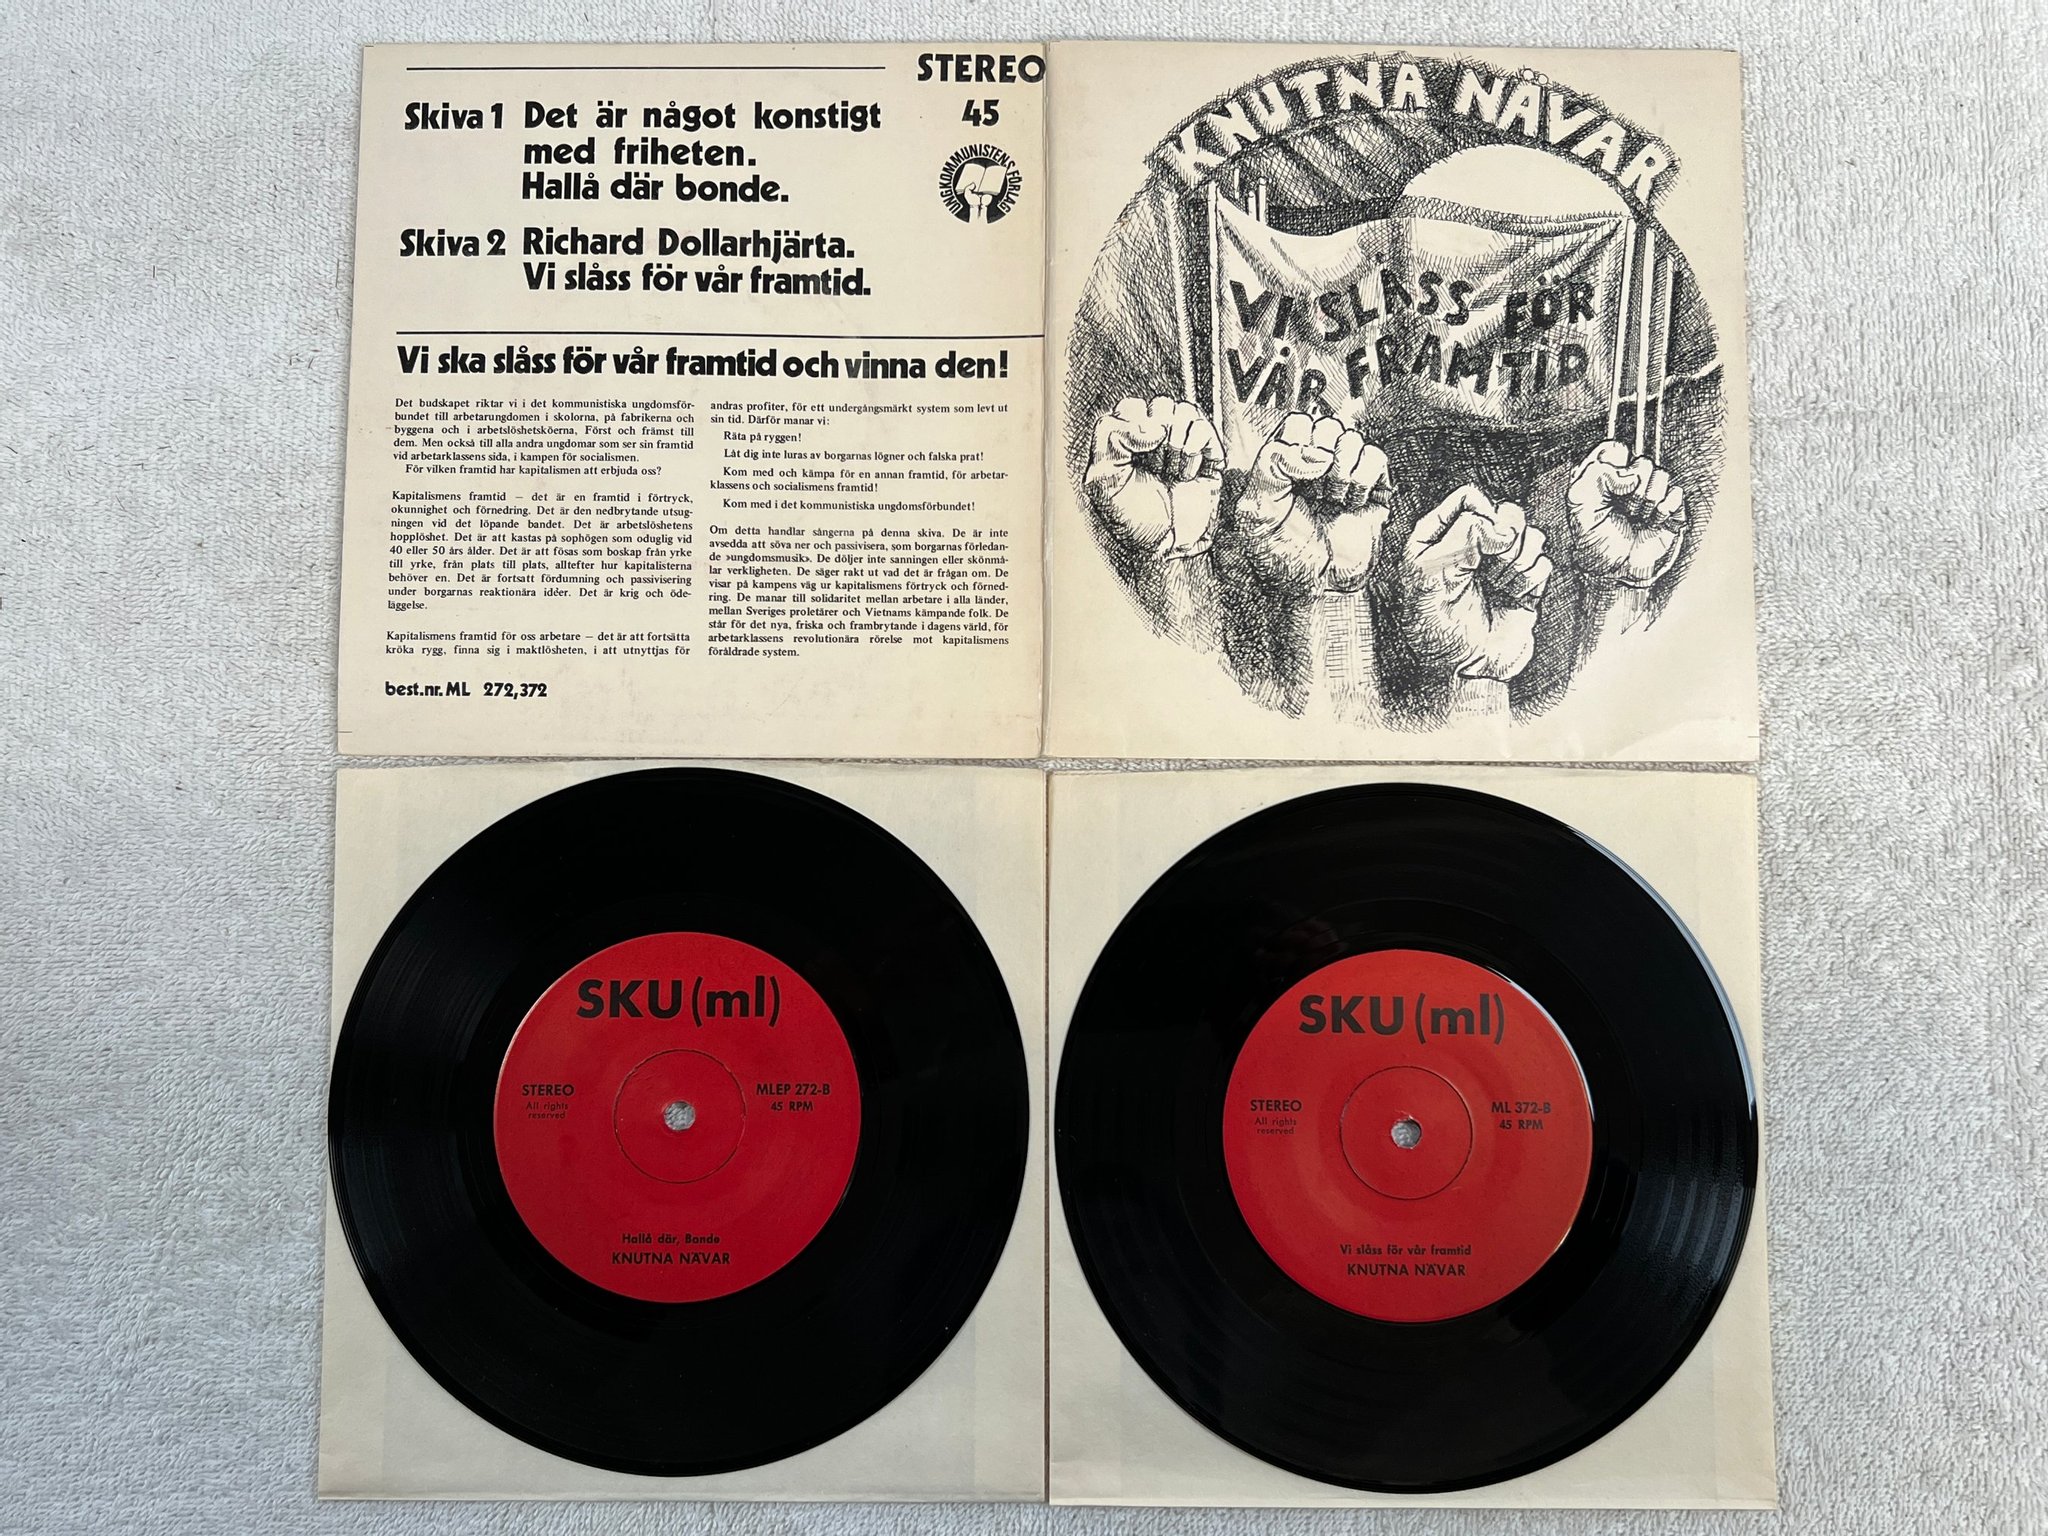 STEREO
45
Skiva 1 Det är något konstigt
med friheten.
Hallå där bonde.
UNGKOMMUNISTENS FÖRLAG
Skiva 2 Richard Dollarhjärta.
Vi slåss för vår framtid.
Vi ska slåss för vår framtid och vinna den!
Det budskapet riktar vi i det kommunistiska ungdomsför-
bundet till arbetarungdomen i skolorna, på fabrikerna och
byggena och i arbetslöshetsköerna, Först och främst till
dem. Men också till alla andra ungdomar som ser sin framtid
vid arbetarklassens sida, i kampen för socialismen.
För vilken framtid har kapitalismen att erbjuda oss?
Kapitalismens framtid — det är en framtid i förtryck,
okunnighet och förnedring. Det är den nedbrytande utsug-
ningen vid det löpande bandet. Det är arbetslöshetens
hopplöshet. Det är att kastas på sophögen som oduglig vid
40 eller 50 års ålder. Det är att fösas som boskap från yrke
till yrke, från plats till plats, alltefter hur kapitalisterna
behöver en. Det är fortsatt fördumning och passivisering
under borgarnas reaktionära idéer. Det är krig och öde-
läggelse.
Kapitalismens framtid för oss arbetare — det är att fortsätta
kröka rygg, finna sig i maktlösheten, i att utnyttjas för
andras profiter, för ett undergångsmärkt system som levt ut
sin tid. Därför manar vi:
Räta på ryggen!
Låt dig inte luras av borgarnas lögner och falska prat!
Kom med och kämpa för en annan framtid, för arbetar-
klassens och socialismens framtid!
Kom med i det kommunistiska ungdomsförbundet!
Om detta handlar sångerna på denna skiva. De är inte
avsedda att söva ner och passivisera, som borgarnas förledan-
de »ungdomsmusik». De döljer inte sanningen eller skönmå-
lar verkligheten. De säger rakt ut vad det är frågan om. De
visar på kampens väg ur kapitalismens förtryck och förned-
ring. De manar till solidaritet mellan arbetare i alla länder,
mellan Sveriges proletärer och Vietnams kämpande folk. De
står för det nya, friska och frambrytande i dagens värld, för
arbetarklassens revolutionära rörelse mot kapitalismens
föråldrade system.
best.nr. ML 272,372
KNUTNA NÄVAR
VI SLÅSS FÖR
VÅR FRAMTID
SKU(ml)
STEREO
All rights
reserved
MLEP 272-B
45 RPM
Hallå där, Bonde
KNUTNA NÄVAR
SKU(ml)
STEREO
All rights
reserved
ML 372-B
45 RPM
Vi slåss för vår framtid
KNUTNA NÄVAR